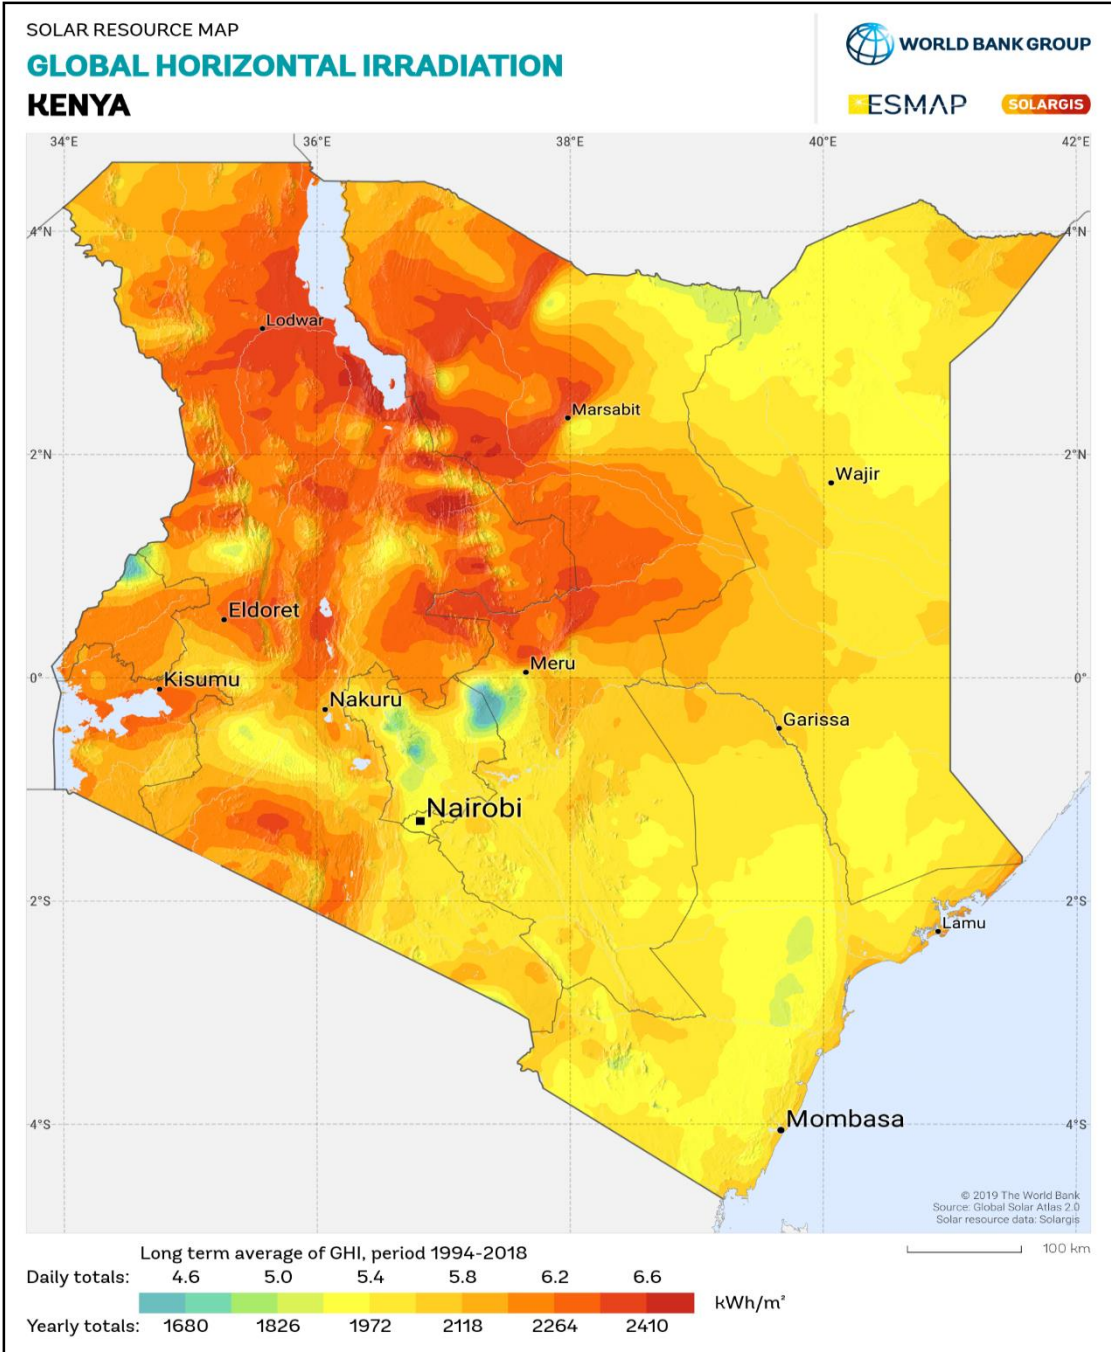 SOLAR RESOURCE MAP
GLOBAL HORIZONTAL IRRADIATION
KENYA
WORLD BANK GROUP
ESMAP
SOLARGIS
34°E 36°E 38°E 40°E 42°E
4°N 4°N
Lodwar
Marsabit
2°N 2°N
Wajir
Eldoret
Meru
Kisumu
0° 0°
Nakuru
Garissa
Nairobi
2°S 2°S
Lamu
Mombasa
4°S 4°S
© 2019 The World Bank
Source: Global Solar Atlas 2.0
Solar resource data: Solargis
100 km
Long term average of GHI, period 1994-2018
Daily totals: 4.6 5.0 5.4 5.8 6.2 6.6
kWh/m²
Yearly totals: 1680 1826 1972 2118 2264 2410